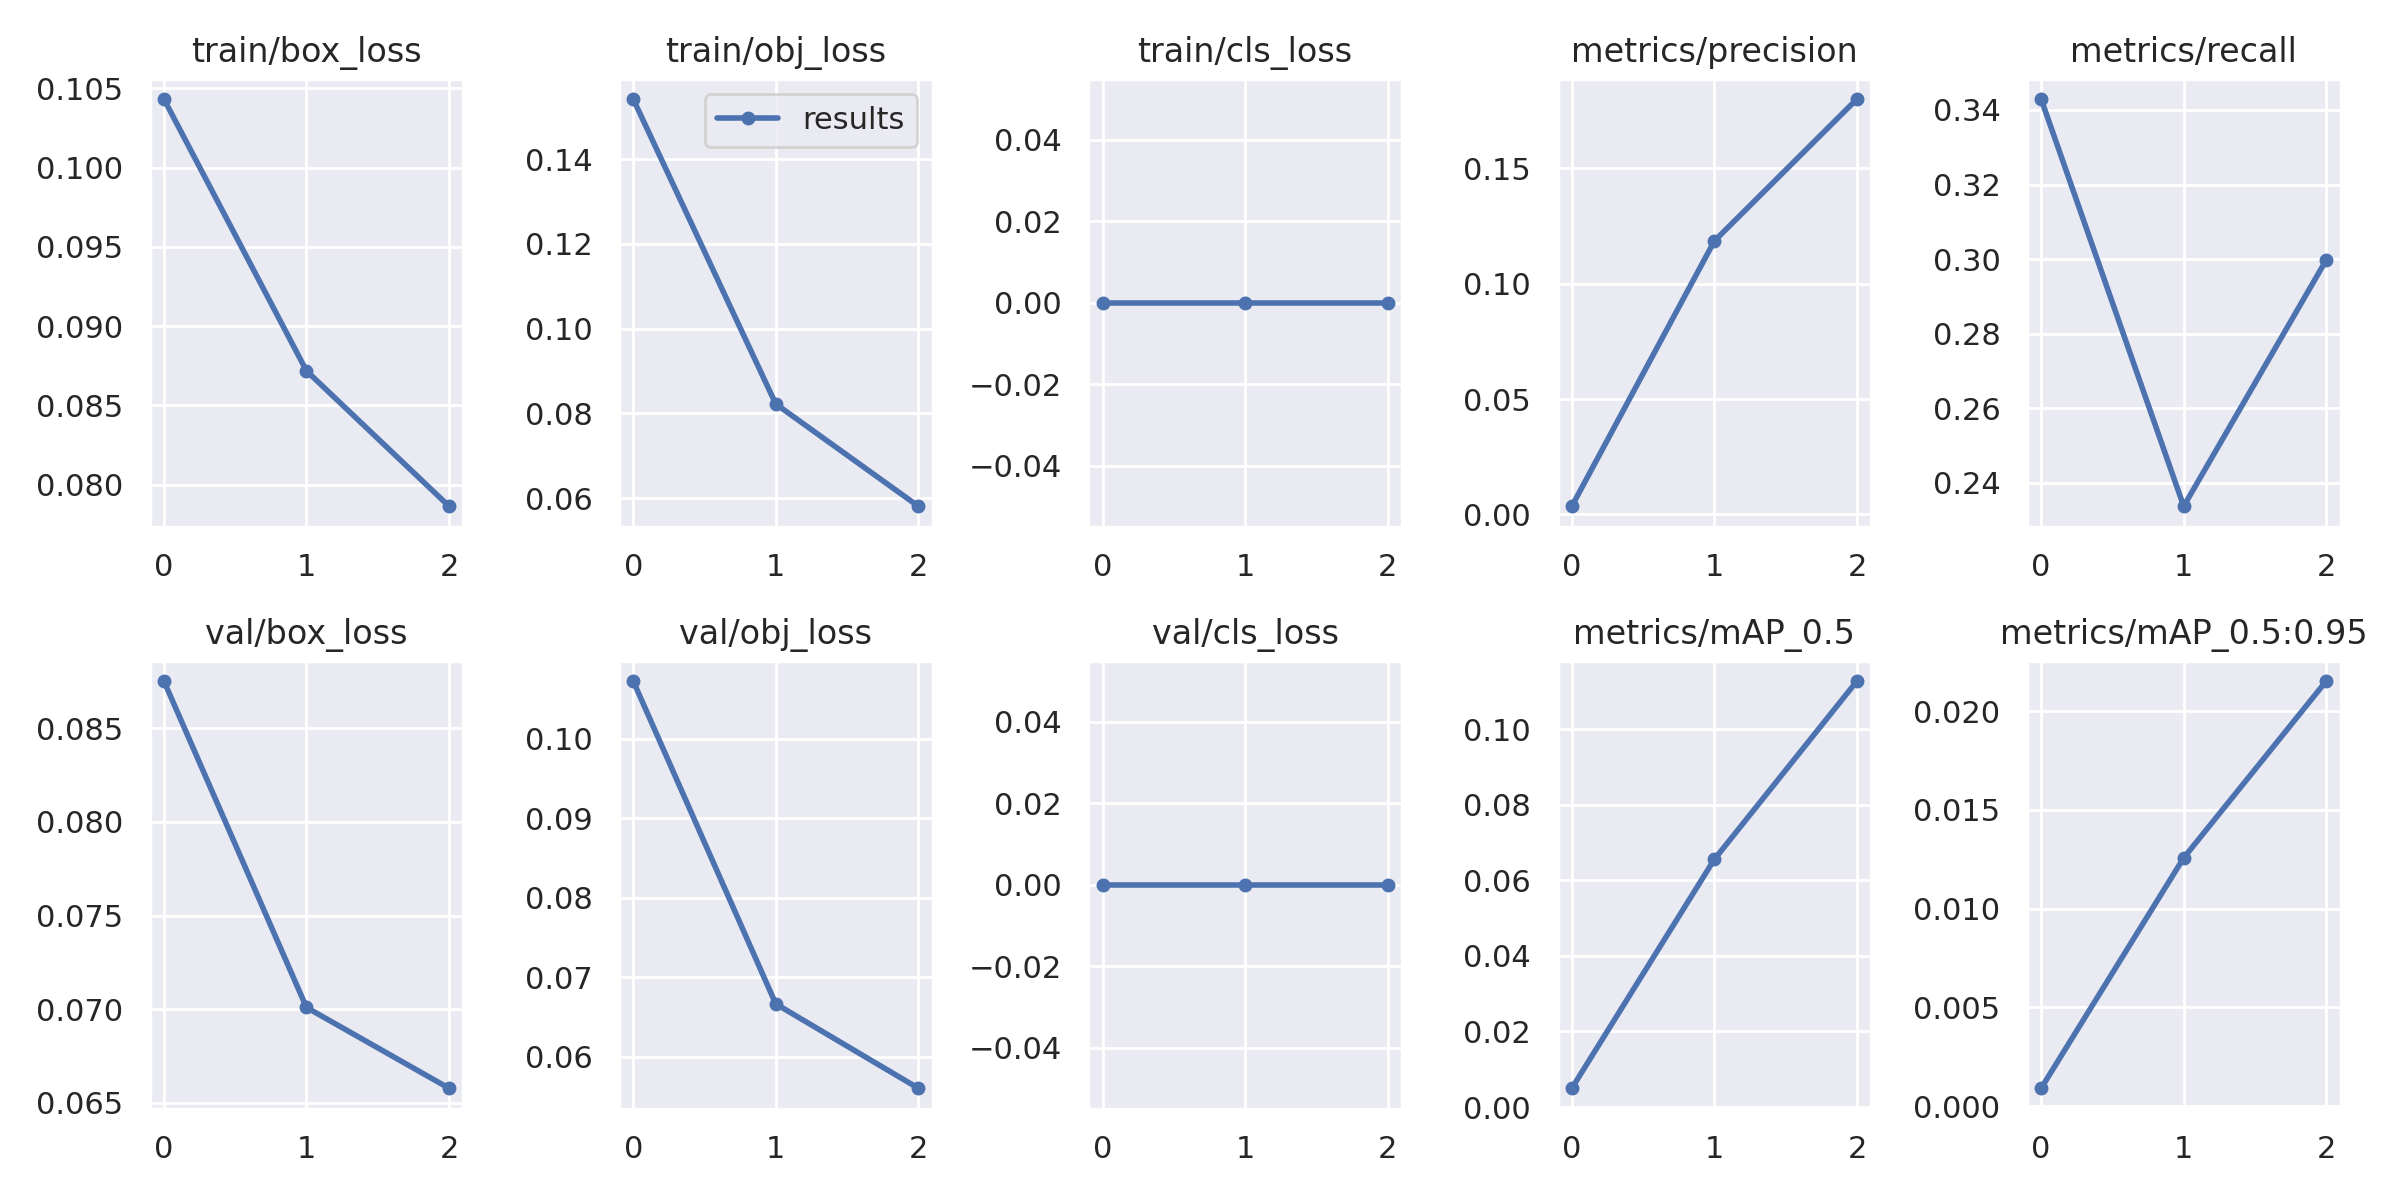 train/box_loss
0.105
0.100
0.095
0.090
0.085
0.080
0 1 2
train/obj_loss
results
0.14
0.12
0.10
0.08
0.06
0 1 2
train/cls_loss
0.04
0.02
0.00
−0.02
−0.04
0 1 2
metrics/precision
0.15
0.10
0.05
0.00
0 1 2
metrics/recall
0.34
0.32
0.30
0.28
0.26
0.24
0 1 2
val/box_loss
0.085
0.080
0.075
0.070
0.065
0 1 2
val/obj_loss
0.10
0.09
0.08
0.07
0.06
0 1 2
val/cls_loss
0.04
0.02
0.00
−0.02
−0.04
0 1 2
metrics/mAP_0.5
0.10
0.08
0.06
0.04
0.02
0.00
0 1 2
metrics/mAP_0.5:0.95
0.020
0.015
0.010
0.005
0.000
0 1 2